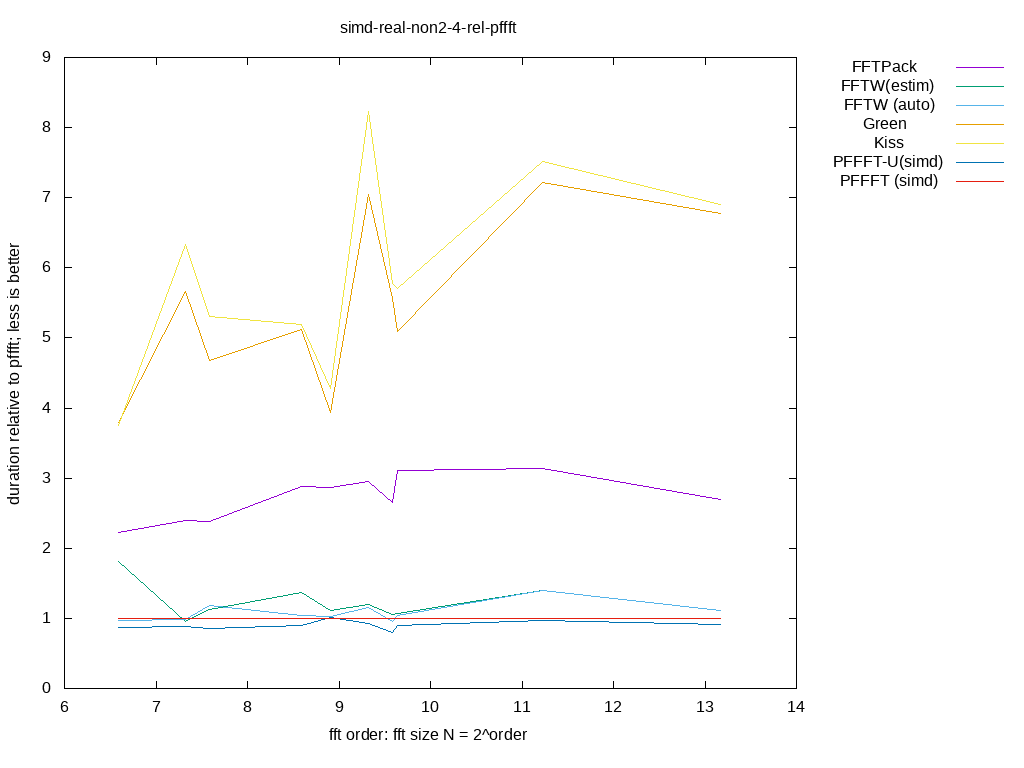 simd-real-non2-4-rel-pffft
FFTPack
FFTW(estim)
FFTW (auto)
Green
Kiss
PFFFT-U(simd)
PFFFT (simd)
9
8
7
6
5
4
3
2
1
0
duration relative to pffft; less is better
6 7 8 9 10 11 12 13 14
fft order: fft size N = 2^order